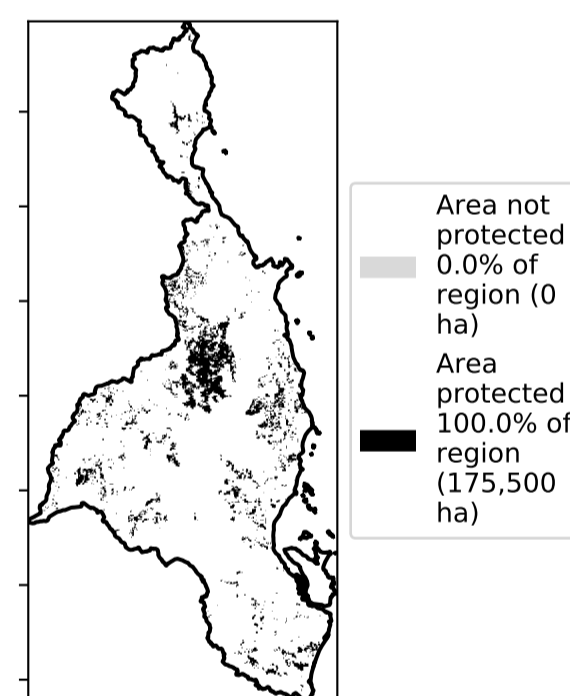 Area not
protected
0.0% of
region (0
ha)
Area
protected
100.0% of
region
(175,500
ha)